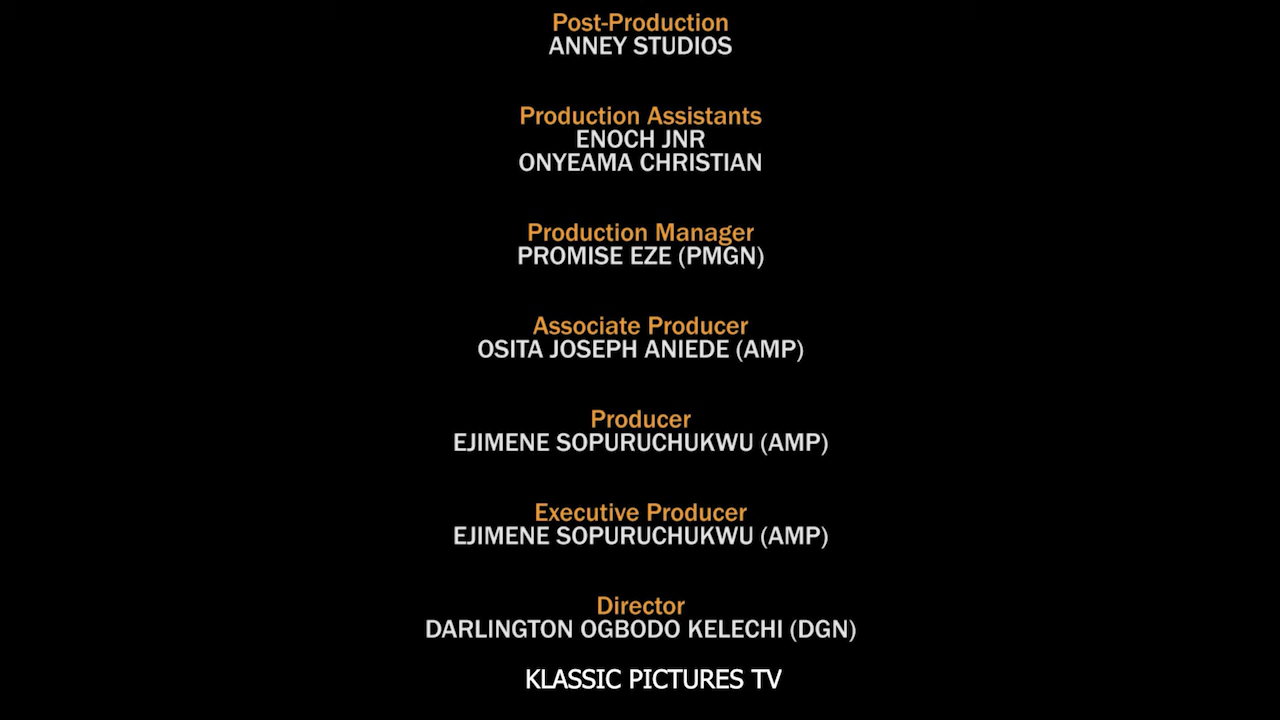 Post-Production
ANNEY STUDIOS
Production Assistants
ENOCH JNR
ONYEAMA CHRISTIAN
Production Manager
PROMISE EZE (PMGN)
Associate Producer
OSITA JOSEPH ANIEDE (AMP)
Producer
EJIMENE SOPURUCHUKWU (AMP)
Executive Producer
EJIMENE SOPURUCHUKWU (AMP)
Director
DARLINGTON OGBODO KELECHI (DGN)
KLASSIC PICTURES TV